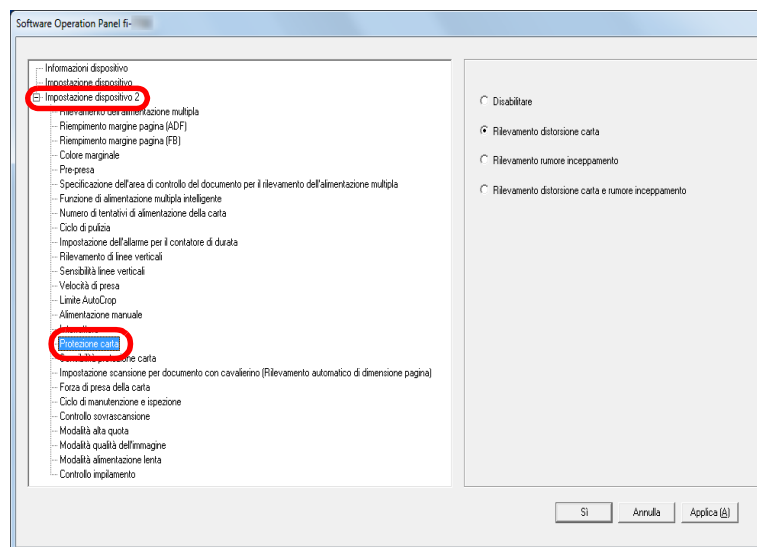 Software Operation Panel fi-
Informazioni dispositivo
Impostazione dispositivo
Impostazione dispositivo 2
Rilevamento dell'alimentazione multipla
Riempimento margine pagina (ADF)
Riempimento margine pagina (FB)
Colore marginale
Pre-presa
Specificazione dell'area di controllo del documento per il rilevamento dell'alimentazione multipla
Funzione di alimentazione multipla intelligente
Numero di tentativi di alimentazione della carta
Ciclo di pulizia
Impostazione dell'allarme per il contatore di durata
Rilevamento di linee verticali
Sensibilità linee verticali
Velocità di presa
Limite AutoCrop
Alimentazione manuale
Protezione carta
Sensibilità protezione carta
Impostazione scansione per documento con cavalierino (Rilevamento automatico di dimensione pagina)
Forza di presa della carta
Ciclo di manutenzione e ispezione
Controllo sovrascansione
Modalità alta quota
Modalità qualità dell'immagine
Modalità alimentazione lenta
Controllo impilamento
Disabilitare
Rilevamento distorsione carta
Rilevamento rumore inceppamento
Rilevamento distorsione carta e rumore inceppamento
Sì
Annulla
Applica (A)